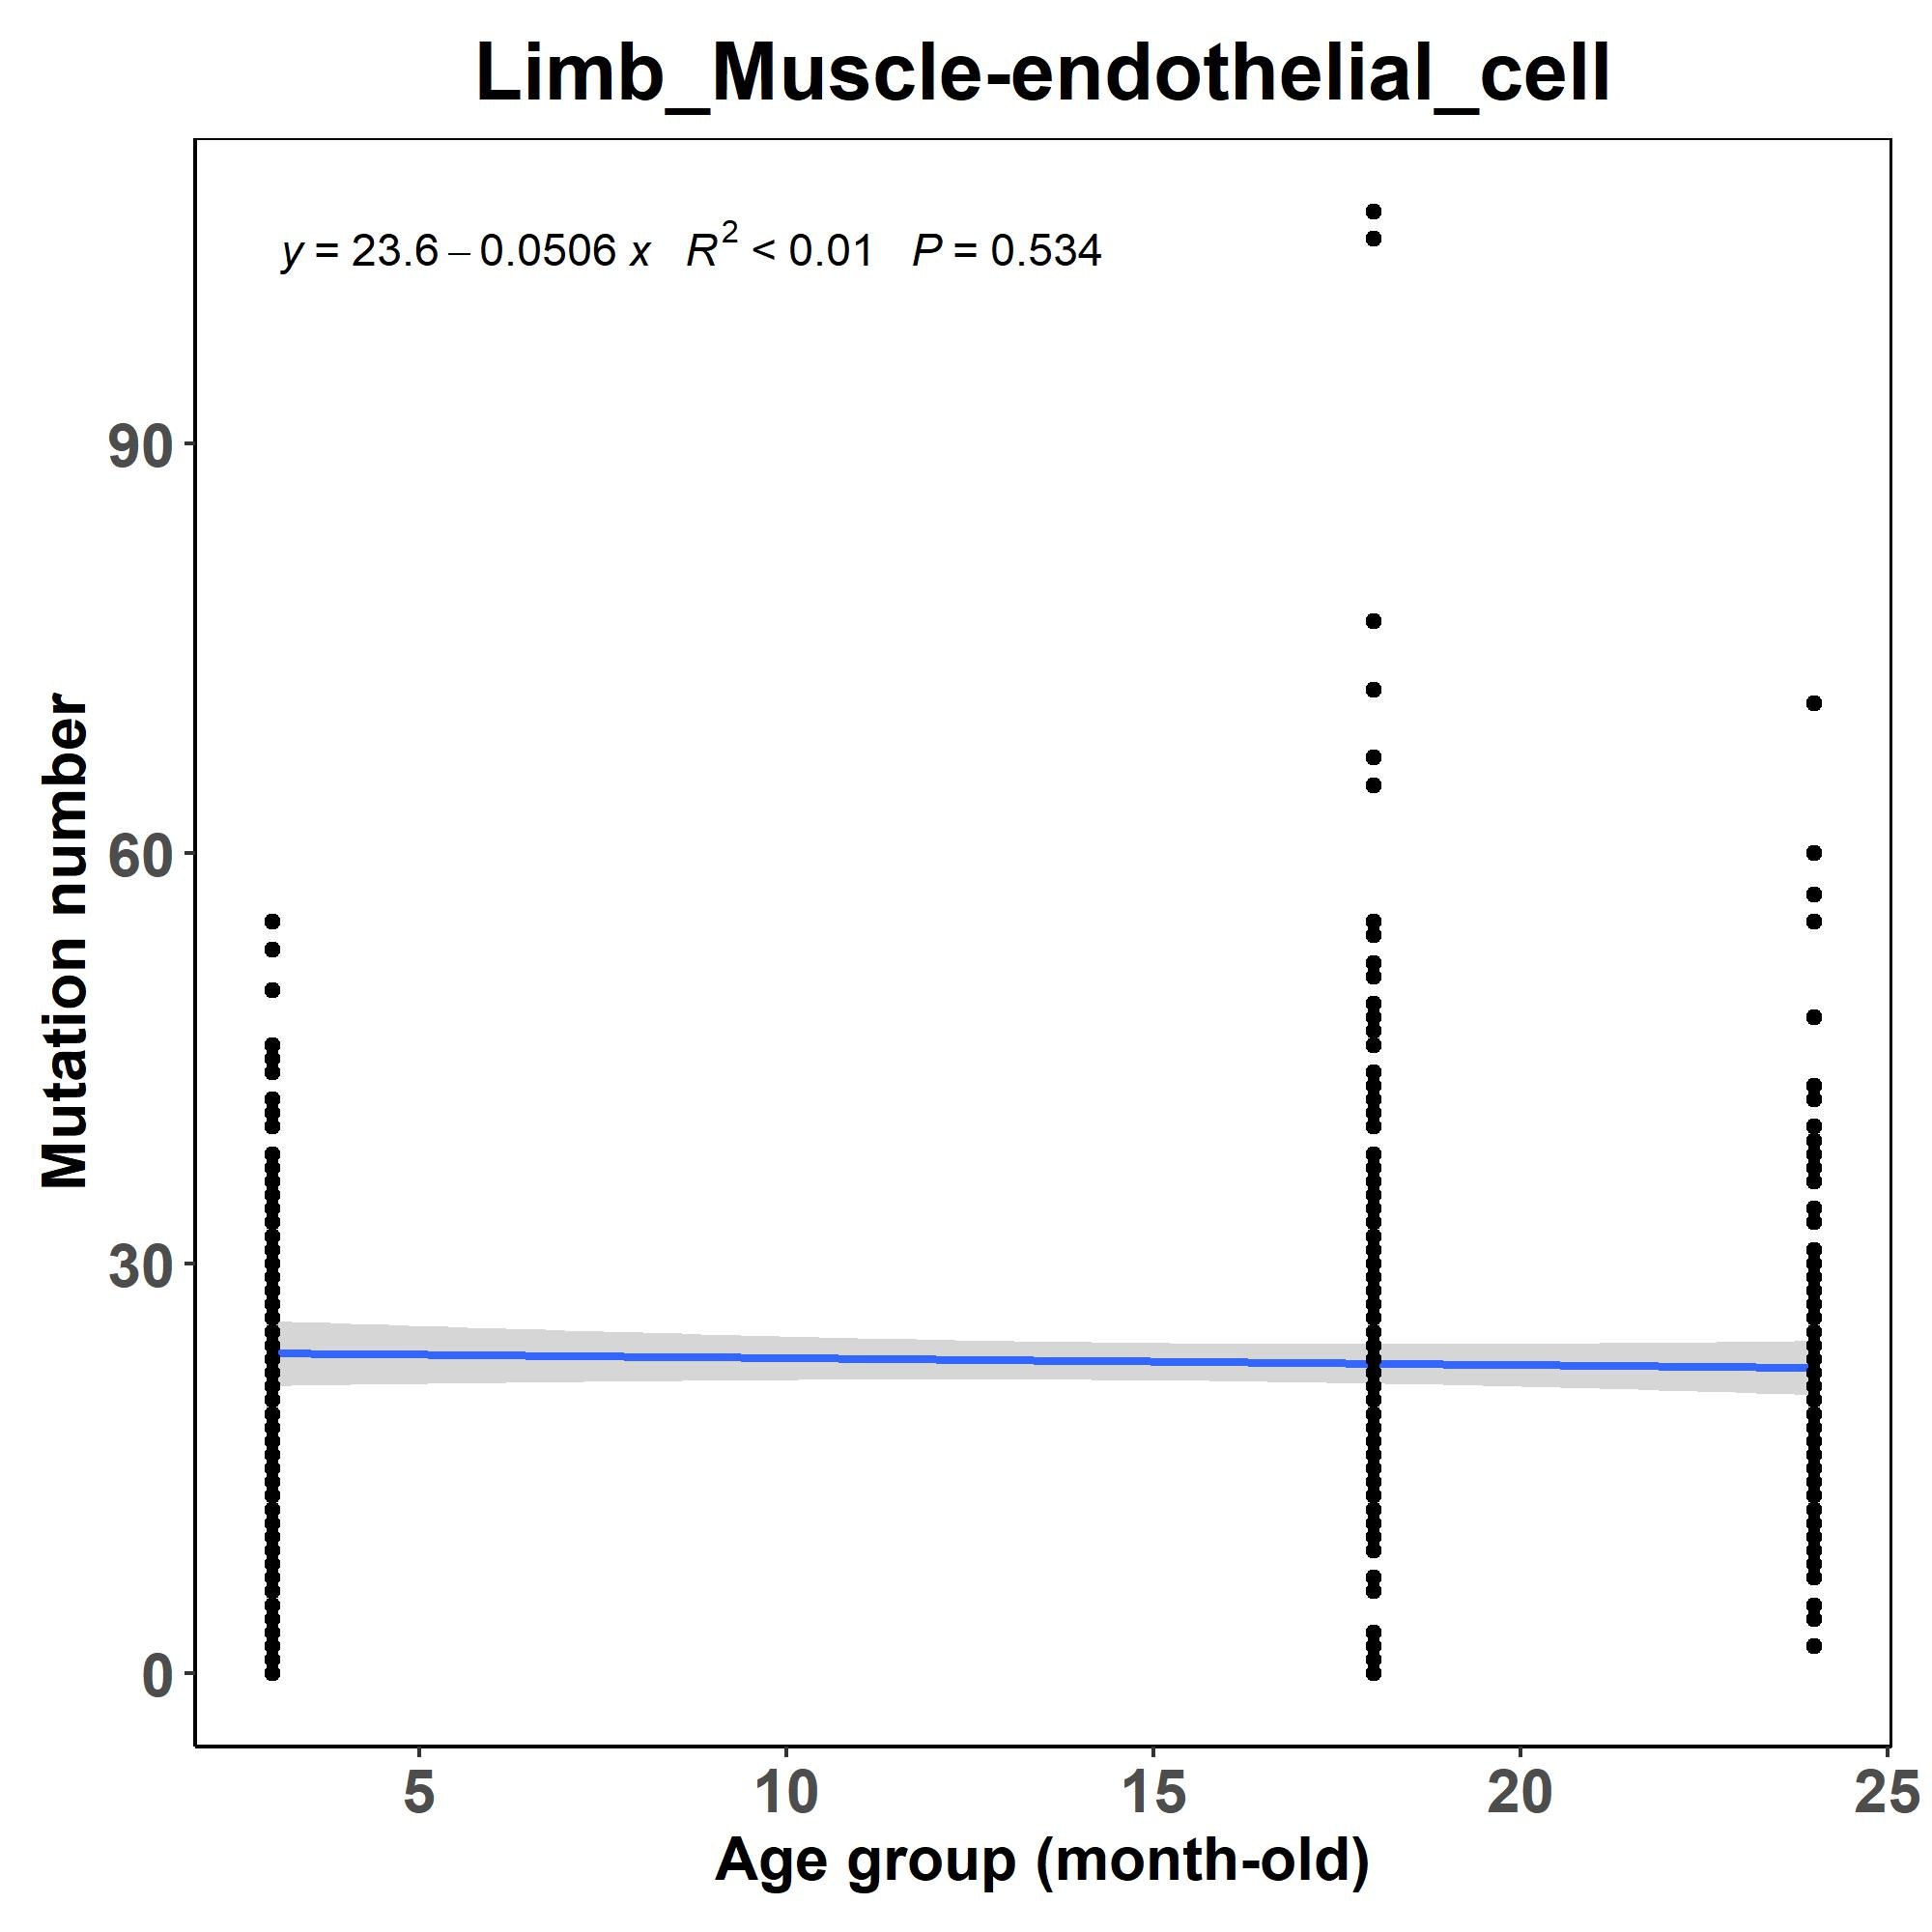 Limb_Muscle-endothelial_cell
y = 23.6 – 0.0506 x   R² < 0.01   P = 0.534
90
60
30
0
Mutation number
5 10 15 20 25
Age group (month-old)